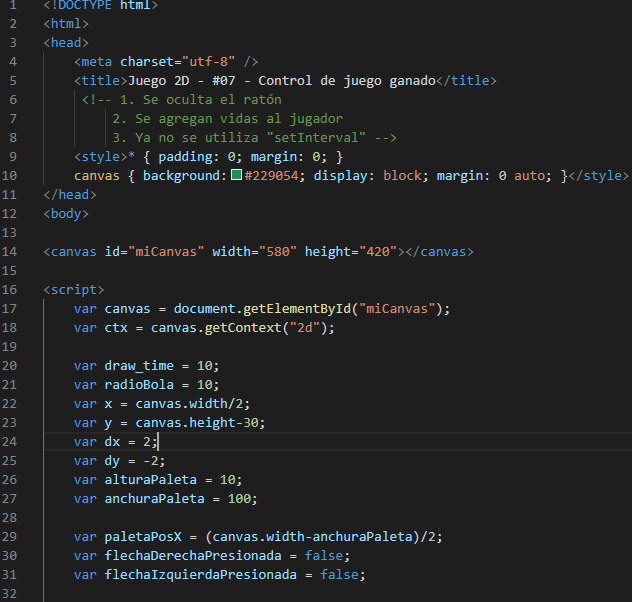 1 <!DOCTYPE html>
2 <html>
3 <head>
4 <meta charset="utf-8" />
5 <title>Juego 2D - #07 - Control de juego ganado</title>
6 <!-- 1. Se oculta el ratón
7 2. Se agregan vidas al jugador
8 3. Ya no se utiliza "setInterval" -->
9 <style>* { padding: 0; margin: 0; }
10 canvas { background: #229054; display: block; margin: 0 auto; }</style>
11 </head>
12 <body>
13
14 <canvas id="miCanvas" width="580" height="420"></canvas>
15
16 <script>
17 var canvas = document.getElementById("miCanvas");
18 var ctx = canvas.getContext("2d");
19
20 var draw_time = 10;
21 var radioBola = 10;
22 var x = canvas.width/2;
23 var y = canvas.height-30;
24 var dx = 2;
25 var dy = -2;
26 var alturaPaleta = 10;
27 var anchuraPaleta = 100;
28
29 var paletaPosX = (canvas.width-anchuraPaleta)/2;
30 var flechaDerechaPresionada = false;
31 var flechaIzquierdaPresionada = false;
32